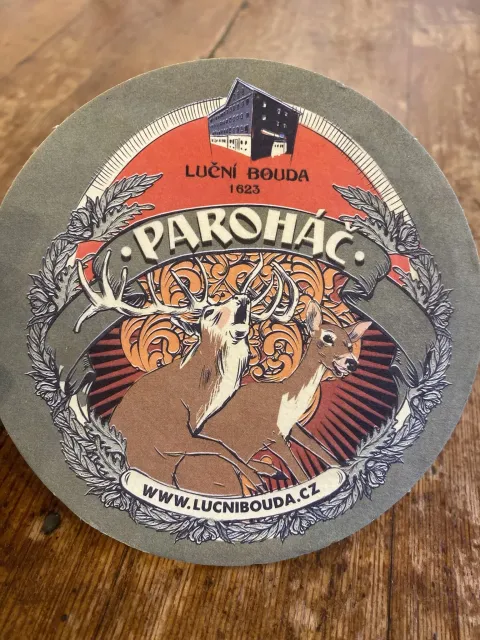 LUČNÍ BOUDA
1623
· PAROHÁČ ·
WWW.LUCNIBOUDA.CZ